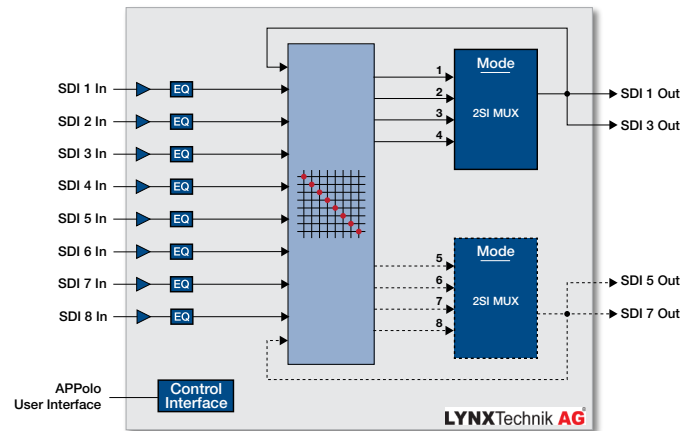 Mode
2SI MUX
1
2
3
4
SDI 1 Out
SDI 3 Out
SDI 1 In
EQ
SDI 2 In
EQ
SDI 3 In
EQ
SDI 4 In
EQ
SDI 5 In
EQ
SDI 6 In
EQ
SDI 7 In
EQ
SDI 8 In
EQ
5
6
7
8
Mode
2SI MUX
SDI 5 Out
SDI 7 Out
APPolo
User Interface
Control
Interface
LYNXTechnik AG®